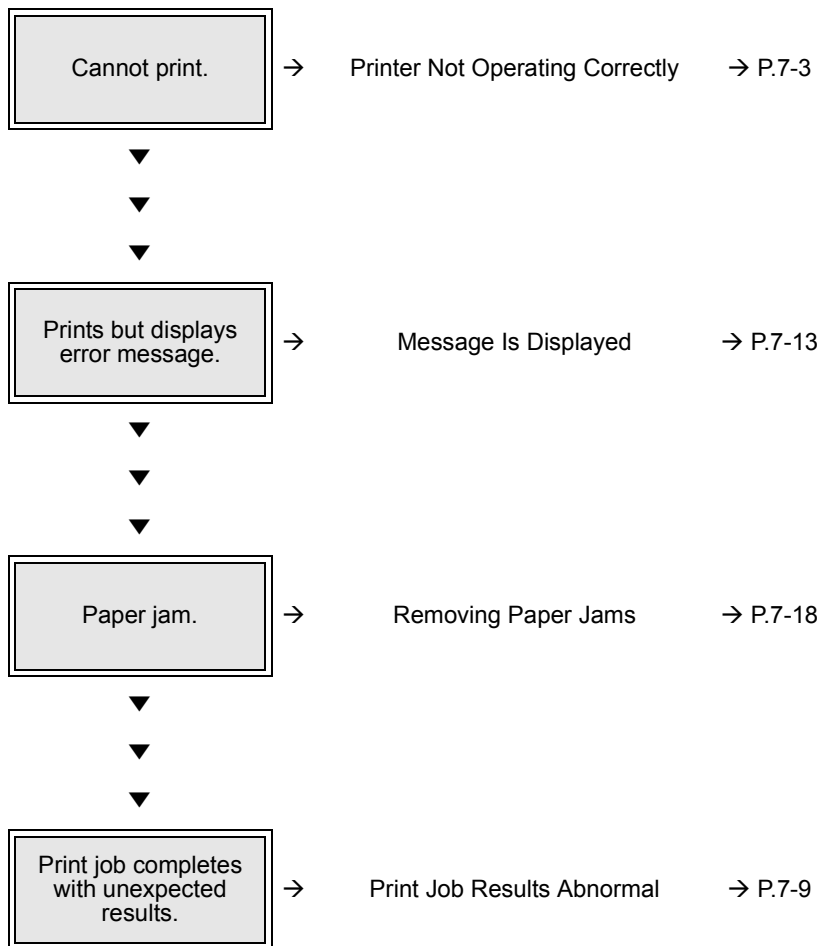 Cannot print.
→ Printer Not Operating Correctly → P.7-3
▼
▼
▼
Prints but displays
error message.
→ Message Is Displayed → P.7-13
▼
▼
▼
Paper jam.
→ Removing Paper Jams → P.7-18
▼
▼
▼
Print job completes
with unexpected
results.
→ Print Job Results Abnormal → P.7-9